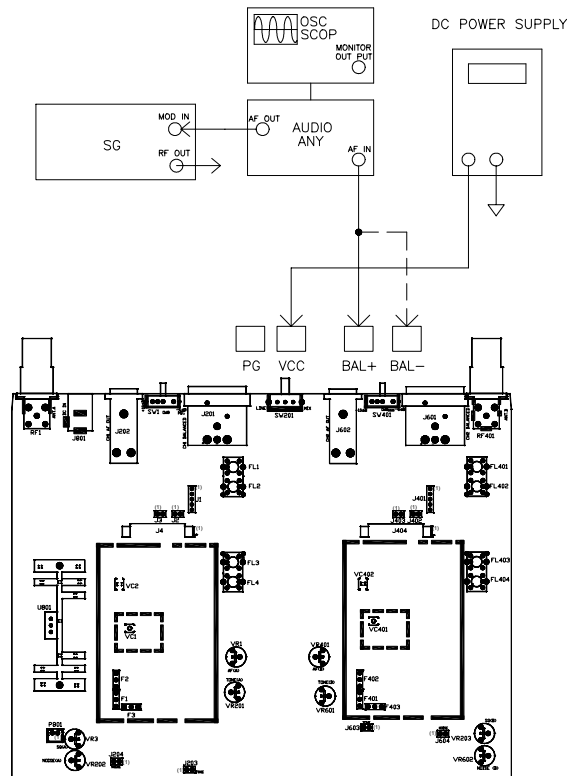 OSC
SCOP
MONITOR
OUT PUT
DC POWER SUPPLY
MOD IN
AF OUT
AUDIO
ANY
SG
RF OUT
AF IN
PG
VCC
BAL+
BAL-
RF1
J801
J202
SW1
J201
SW201
J602
SW401
J601
RF401
FL1
FL2
J1
J3
J2
J4
FL401
FL402
J401
J403
J402
J404
FL3
FL4
FL403
FL404
VC2
VC402
U801
VC1
VC401
VR1
VR401
F2
F1
F3
VR201
F402
F401
F403
VR601
P801
VR3
VR202
J204
J203
J603
J604
VR203
VR602